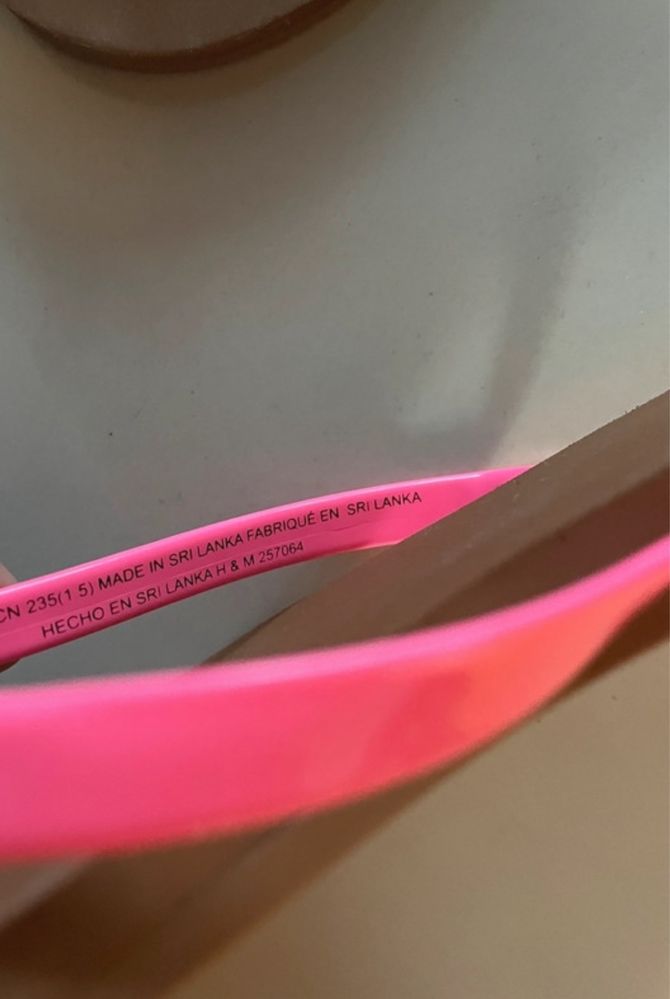 CN 235(1 5) MADE IN SRI LANKA FABRIQUÉ EN SRI LANKA
HECHO EN SRI LANKA H & M 257064